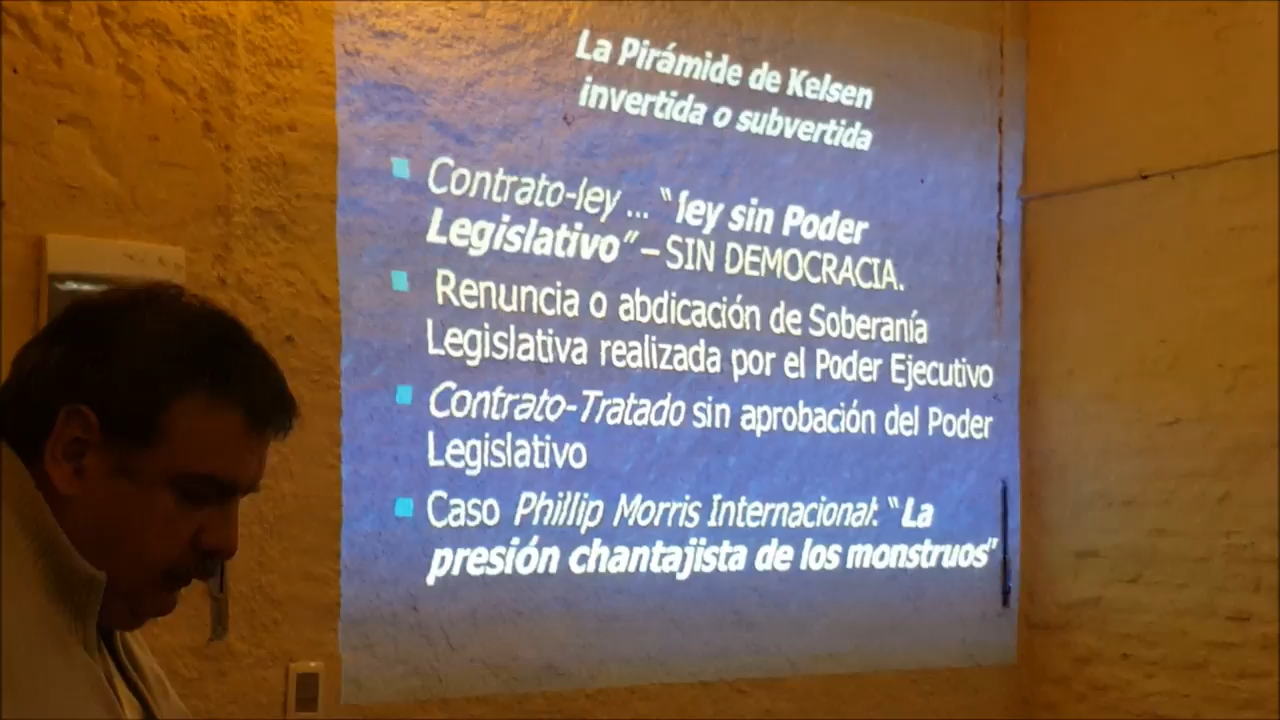 La Pirámide de Kelsen
invertida o subvertida
Contrato-ley ... "ley sin Poder
Legislativo" – SIN DEMOCRACIA.
Renuncia o abdicación de Soberanía
Legislativa realizada por el Poder Ejecutivo
Contrato-Tratado sin aprobación del Poder
Legislativo
Caso Phillip Morris Internacional: "La
presión chantajista de los monstruos"